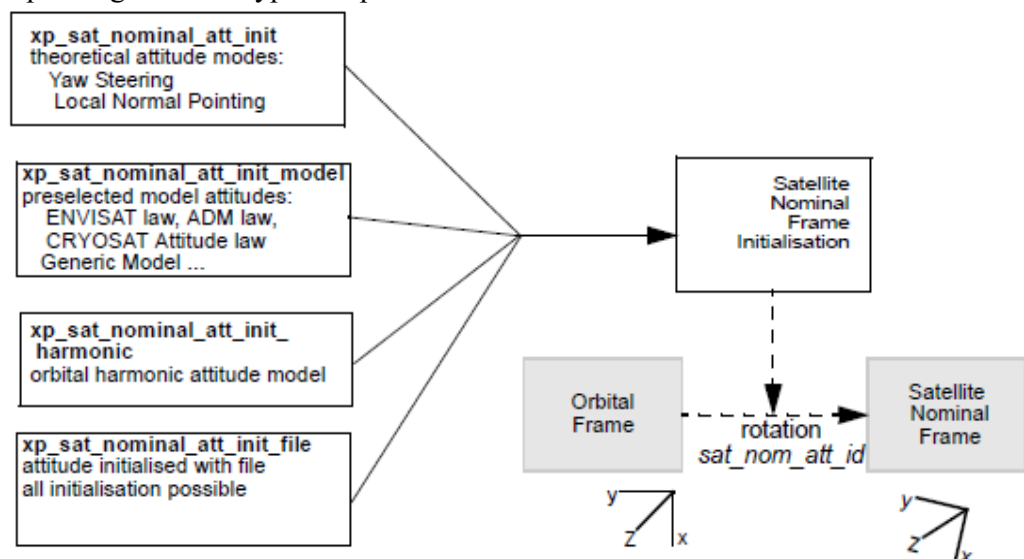 xp_sat_nominal_att_init
theoretical attitude modes:
Yaw Steering
Local Normal Pointing
xp_sat_nominal_att_init_model
preselected model attitudes:
ENVISAT law, ADM law,
CRYOSAT Attitude law
Generic Model ...
xp_sat_nominal_att_init_
harmonic
orbital harmonic attitude model
xp_sat_nominal_att_init_file
attitude initialised with file
all initialisation possible
Satellite
Nominal
Frame
Initialisation
Orbital
Frame
rotation
sat_nom_att_id
Satellite
Nominal
Frame
y
Z
x
y
z
x